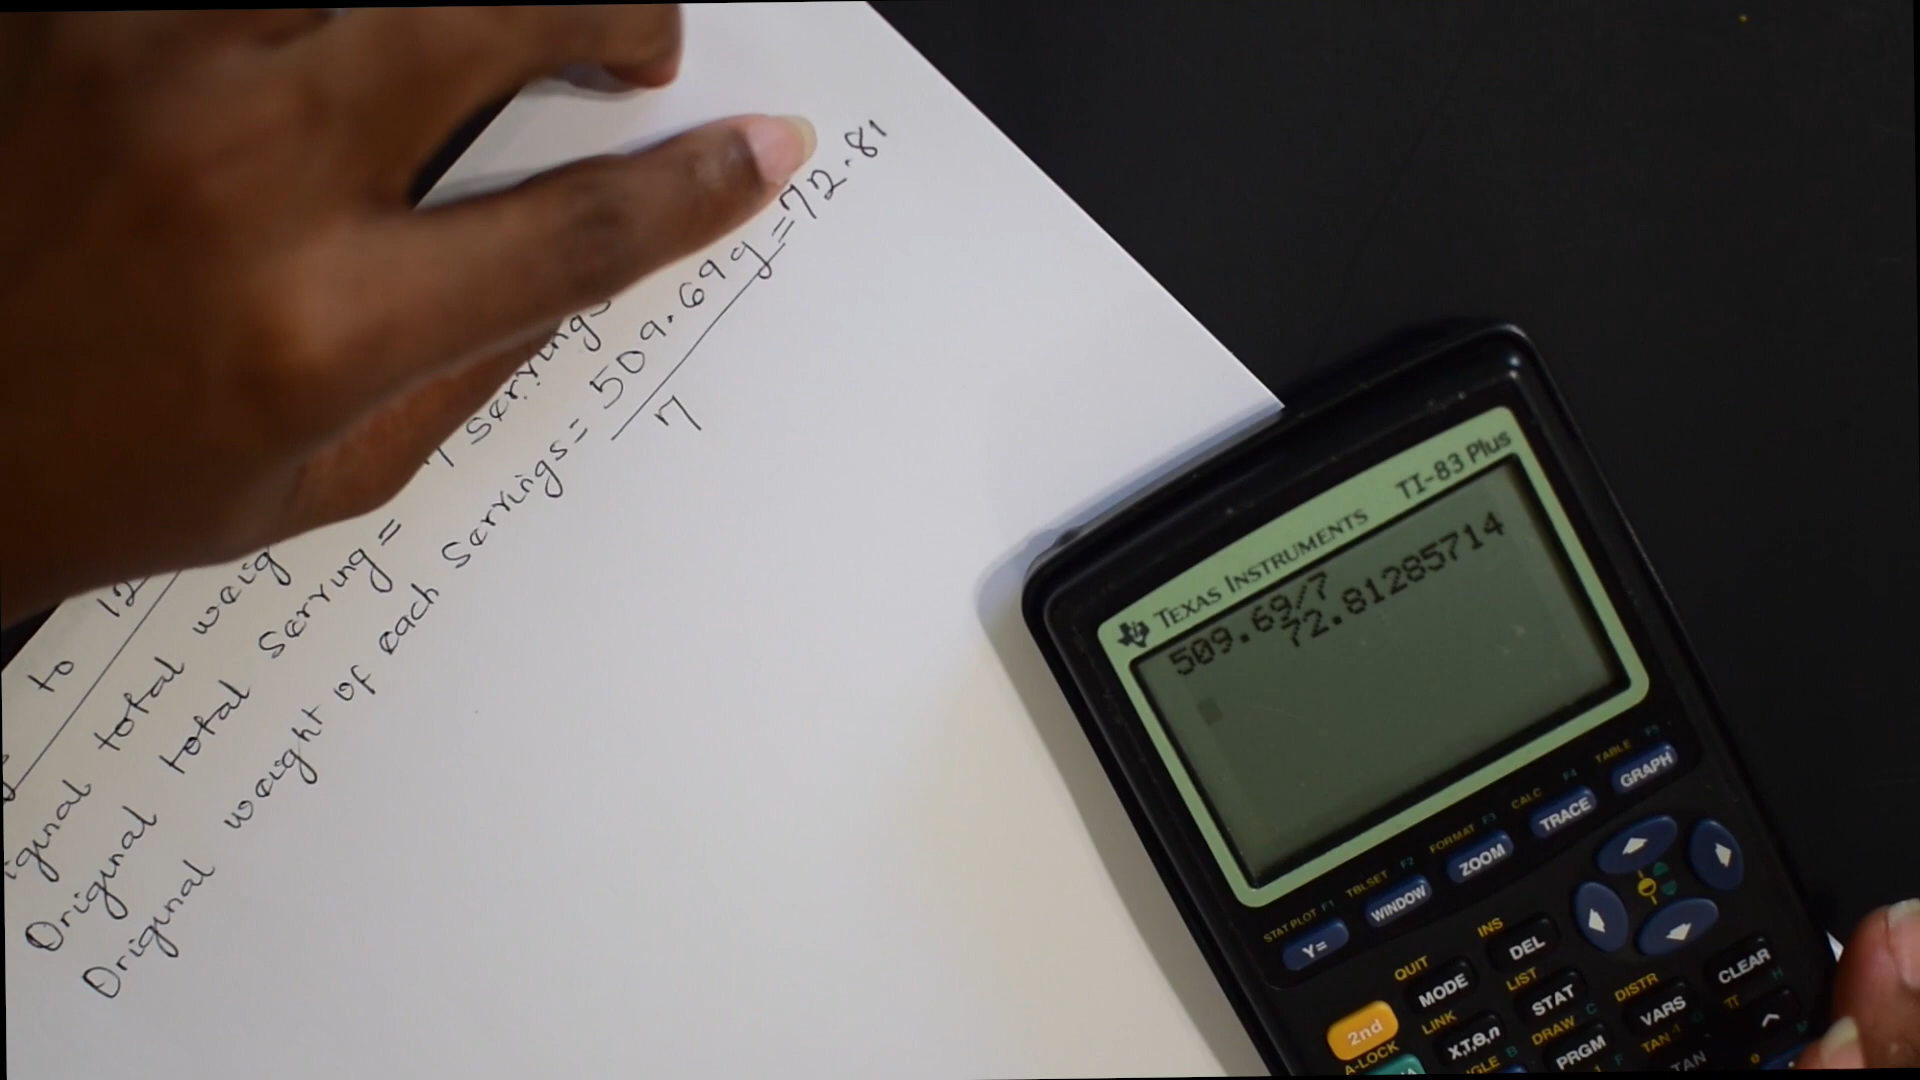 to 12
iginal total weig
Original total Serving = 7 servings
Original weight of each Servings = 509.69g = 72.81
7
TEXAS INSTRUMENTS TI-83 Plus
509.69/7
72.81285714
STAT PLOT F1 TBLSET F2 FORMAT F3 CALC F4 TABLE F5
Y= WINDOW ZOOM TRACE GRAPH
QUIT INS
2nd MODE DEL
A-LOCK LINK LIST
X,T,Θ,n STAT
DRAW C DISTR
PRGM VARS CLEAR
TAN